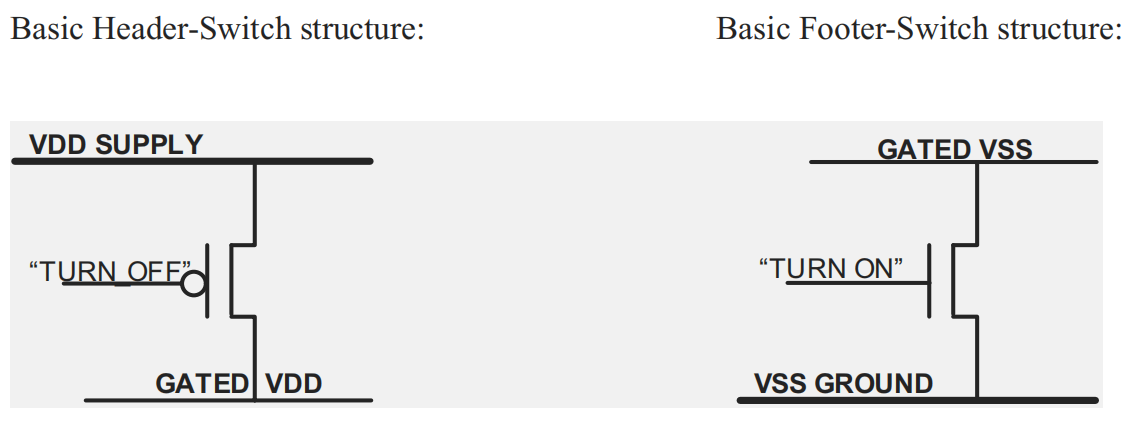 Basic Header-Switch structure:
Basic Footer-Switch structure:
VDD SUPPLY
GATED VSS
“TURN_OFF”
“TURN ON”
GATED VDD
VSS GROUND